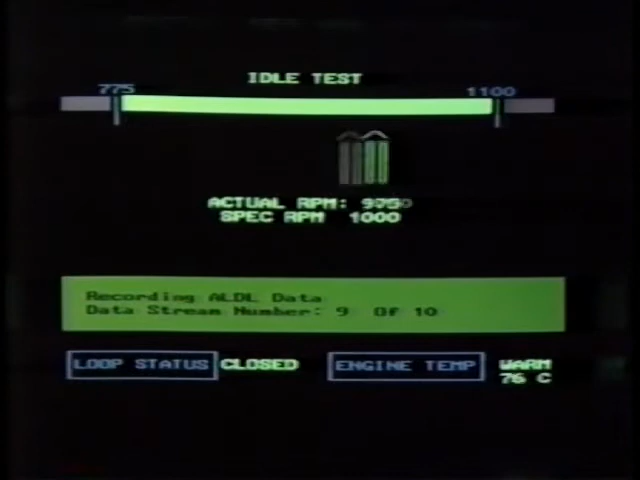 IDLE TEST
775 1100
ACTUAL RPM:
SPEC RPM 1000
Recording ALDL Data
Data Stream Number: 9 Of 10
LOOP STATUS CLOSED ENGINE TEMP WARM
76 C